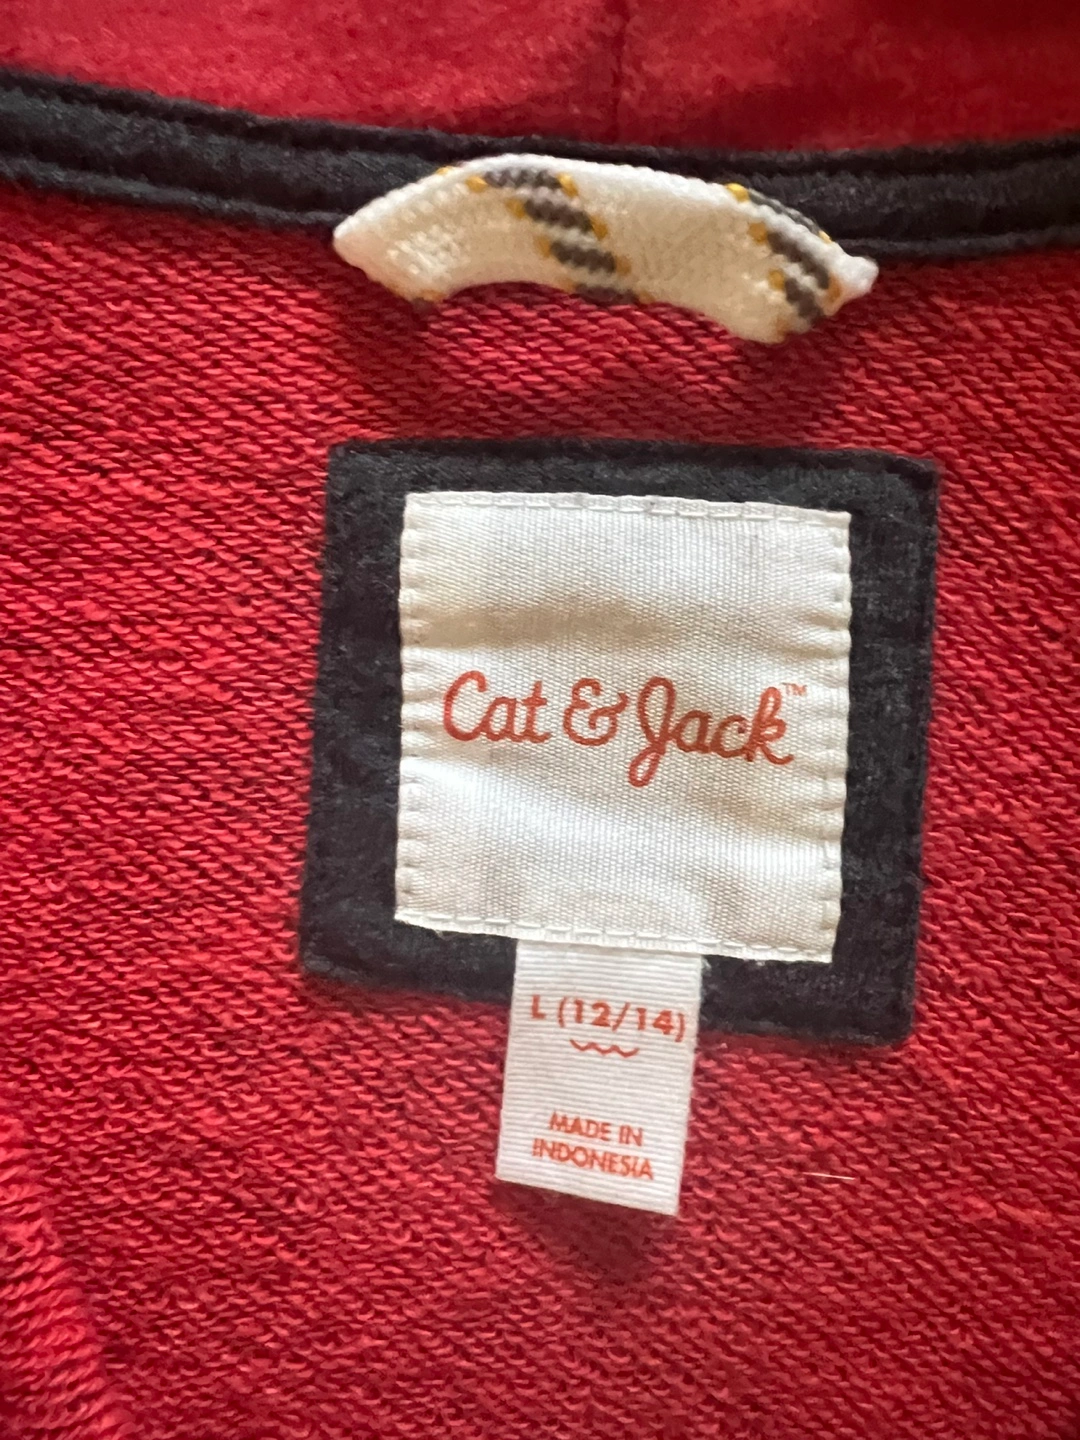 Cat & Jack™
L (12/14)
MADE IN
INDONESIA